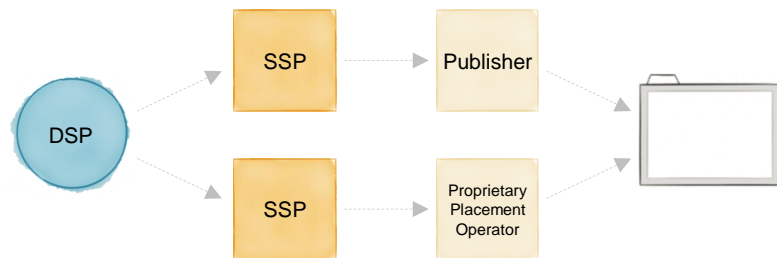 DSP
SSP
Publisher
SSP
Proprietary
Placement
Operator